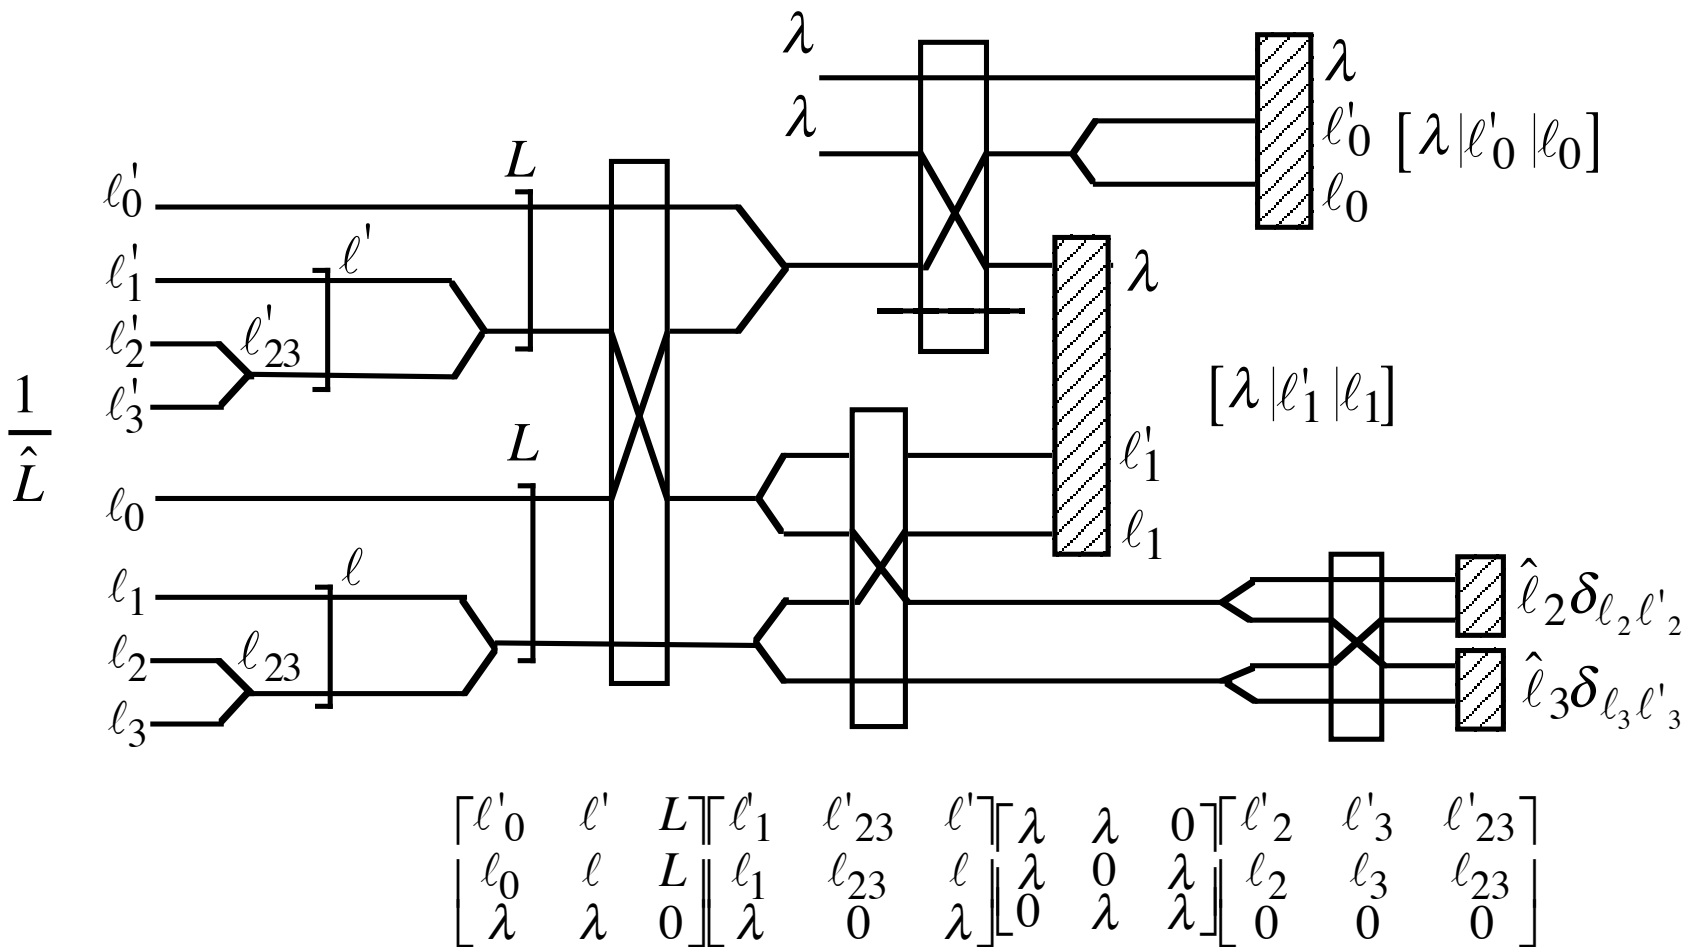 λ
λ
λ
ℓ'0
[λ|ℓ'0|ℓ0]
ℓ0
L
ℓ'0
ℓ'1
ℓ'
λ
ℓ'2
ℓ'23
ℓ'3
1
L̂
[λ|ℓ'1|ℓ1]
L
ℓ'1
ℓ0
ℓ1
ℓ1
ℓ
ℓ̂2δℓ2ℓ'2
ℓ2
ℓ23
ℓ3
ℓ̂3δℓ3ℓ'3
[ℓ'0 ℓ' L][ℓ'1 ℓ'23 ℓ'][λ λ 0][ℓ'2 ℓ'3 ℓ'23]
[ℓ0 ℓ L][ℓ1 ℓ23 ℓ][λ 0 λ][ℓ2 ℓ3 ℓ23]
[λ λ 0][λ 0 λ][0 λ λ][0 0 0]